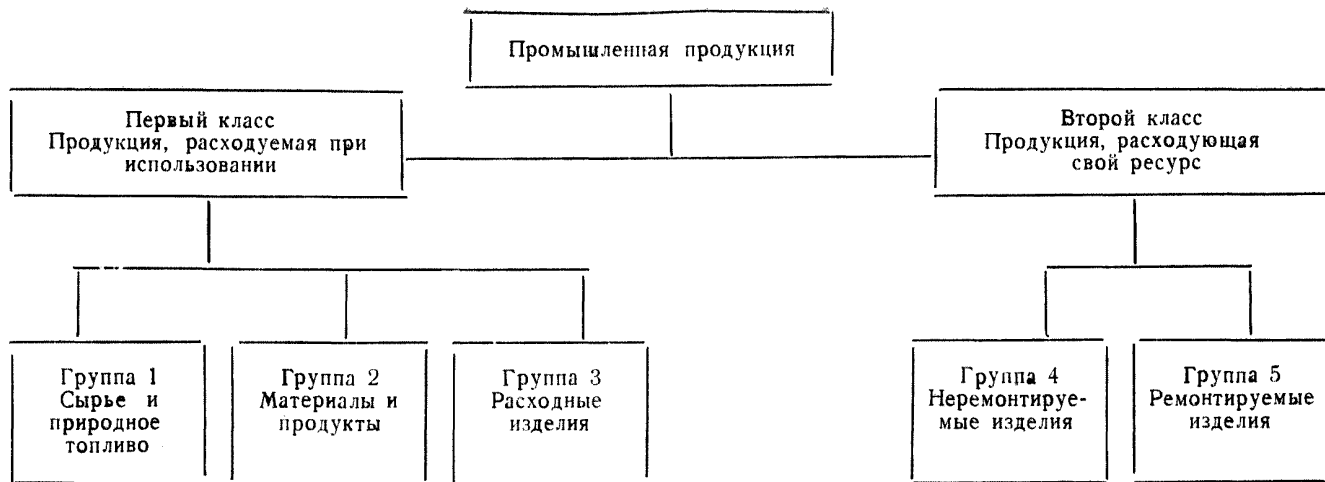 Промышленная продукция
Первый класс
Продукция, расходуемая при
использовании
Второй класс
Продукция, расходующая
свой ресурс
Группа 1
Сырье и
природное
топливо
Группа 2
Материалы и
продукты
Группа 3
Расходные
изделия
Группа 4
Неремонтируе-
мые изделия
Группа 5
Ремонтируемые
изделия